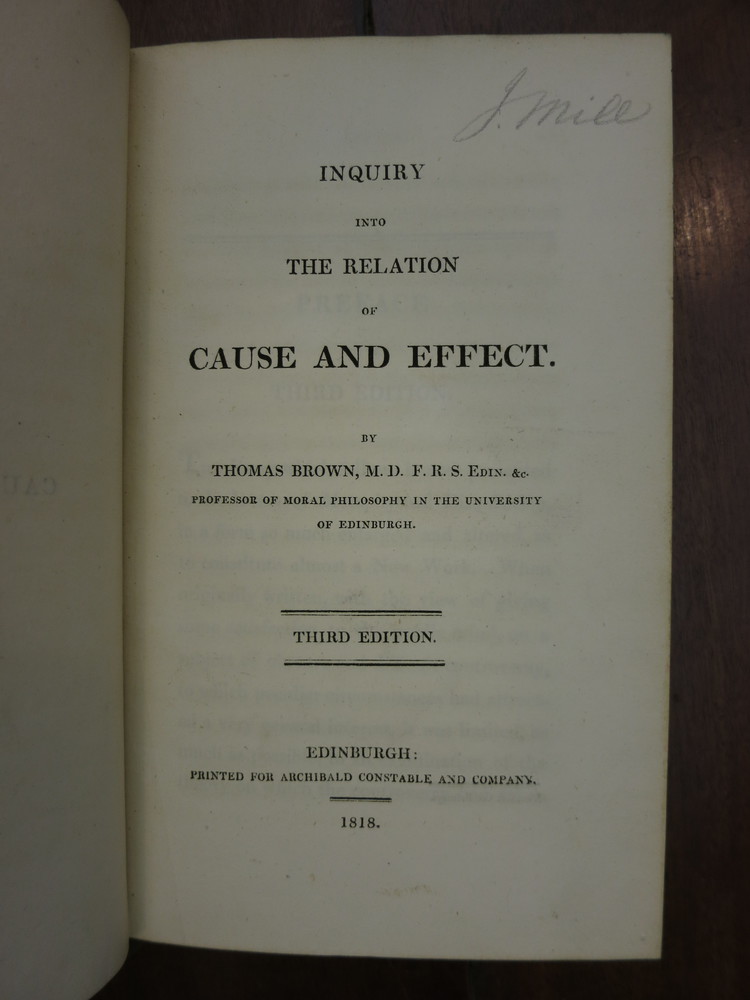 J. Mill
INQUIRY
INTO
THE RELATION
OF
CAUSE AND EFFECT.
BY
THOMAS BROWN, M. D. F. R. S. EDIN. &c.
PROFESSOR OF MORAL PHILOSOPHY IN THE UNIVERSITY
OF EDINBURGH.
THIRD EDITION.
EDINBURGH:
PRINTED FOR ARCHIBALD CONSTABLE AND COMPANY.
1818.